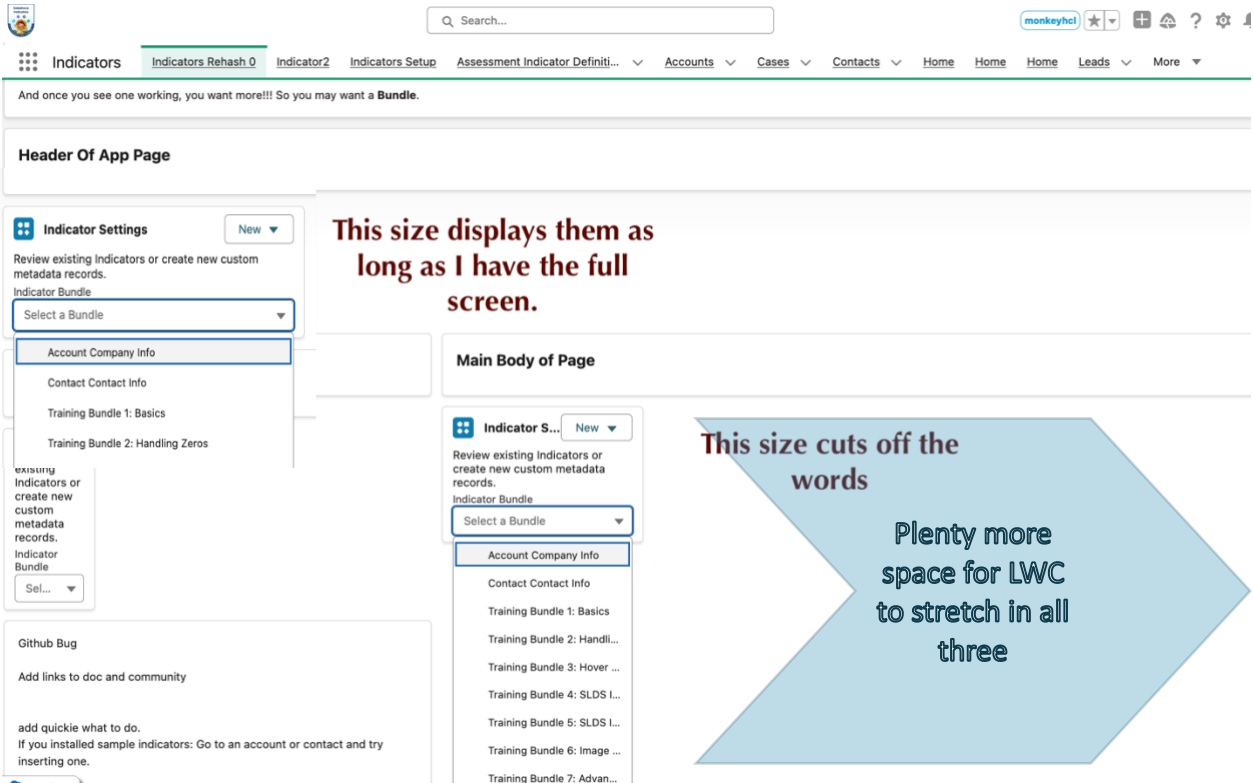 Search...
monkeyhcl
Indicators
Indicators Rehash 0
Indicator2
Indicators Setup
Assessment Indicator Definiti...
Accounts
Cases
Contacts
Home
Home
Home
Leads
More
And once you see one working, you want more!!! So you may want a Bundle.
Header Of App Page
Indicator Settings
New
Review existing Indicators or create new custom
metadata records.
Indicator Bundle
Select a Bundle
Account Company Info
Contact Contact Info
Training Bundle 1: Basics
Training Bundle 2: Handling Zeros
This size displays them as
long as I have the full
screen.
existing
Indicators or
create new
custom
metadata
records.
Indicator
Bundle
Sel...
Github Bug
Add links to doc and community
add quickie what to do.
If you installed sample indicators: Go to an account or contact and try
inserting one.
Main Body of Page
Indicator S...
New
Review existing Indicators or
create new custom metadata
records.
Indicator Bundle
Select a Bundle
Account Company Info
Contact Contact Info
Training Bundle 1: Basics
Training Bundle 2: Handli...
Training Bundle 3: Hover ...
Training Bundle 4: SLDS I...
Training Bundle 5: SLDS I...
Training Bundle 6: Image ...
Training Bundle 7: Advan...
This size cuts off the
words
Plenty more
space for LWC
to stretch in all
three